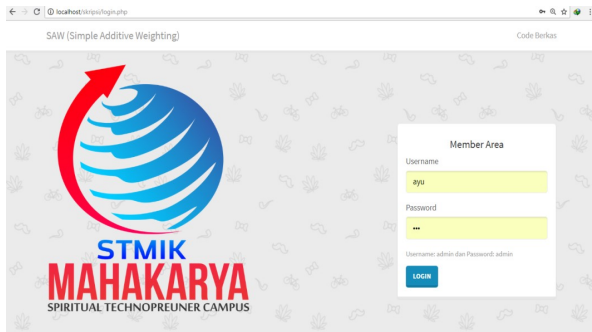 localhost/skripsi/login.php
SAW (Simple Additive Weighting)
Code Berkas
Member Area
Username
ayu
Password
•••
Username: admin dan Password: admin
LOGIN
STMIK
MAHAKARYA
SPIRITUAL TECHNOPREUNER CAMPUS